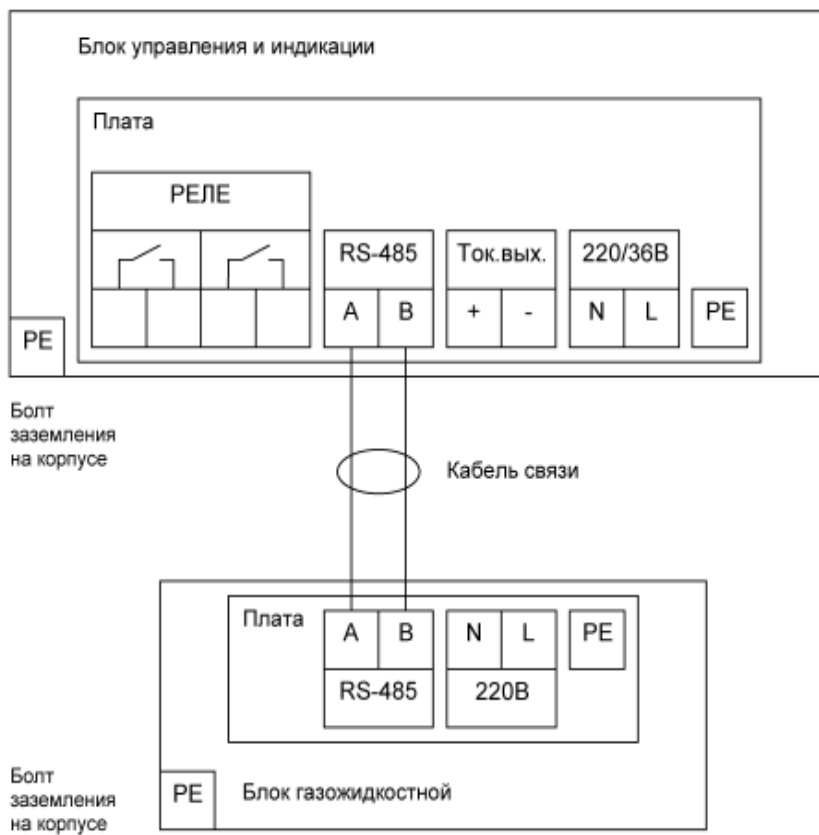 Блок управления и индикации
Плата
РЕЛЕ
RS-485
Ток.вых.
220/36В
A
B
+
-
N
L
PE
PE
Болт
заземления
на корпусе
Кабель связи
Плата
A
B
N
L
PE
RS-485
220В
PE
Блок газожидкостной
Болт
заземления
на корпусе